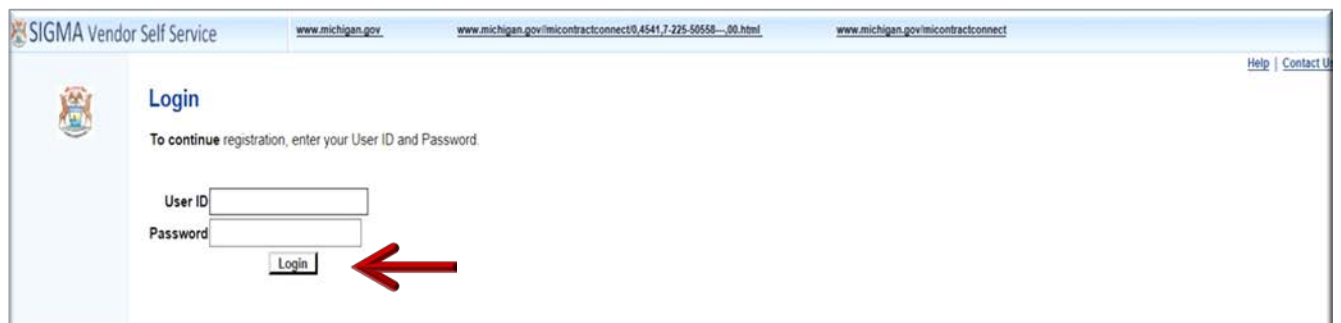 SIGMA Vendor Self Service www.michigan.gov www.michigan.gov//micontractconnect/0,4541,7-225-50558---,00.html www.michigan.gov/micontractconnect
Help | Contact Us
Login
To continue registration, enter your User ID and Password.
User ID
Password
Login